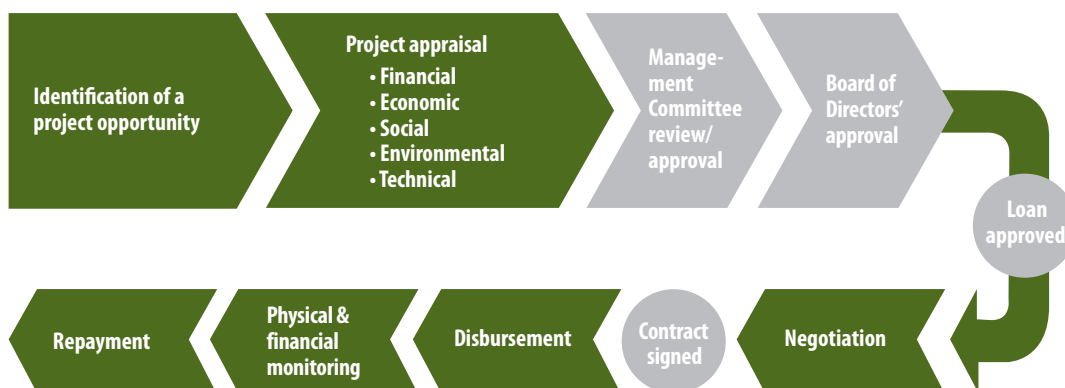 Identification of a
project opportunity
Project appraisal
• Financial
• Economic
• Social
• Environmental
• Technical
Manage-
ment
Committee
review/
approval
Board of
Directors’
approval
Loan
approved
Negotiation
Contract
signed
Disbursement
Physical &
financial
monitoring
Repayment